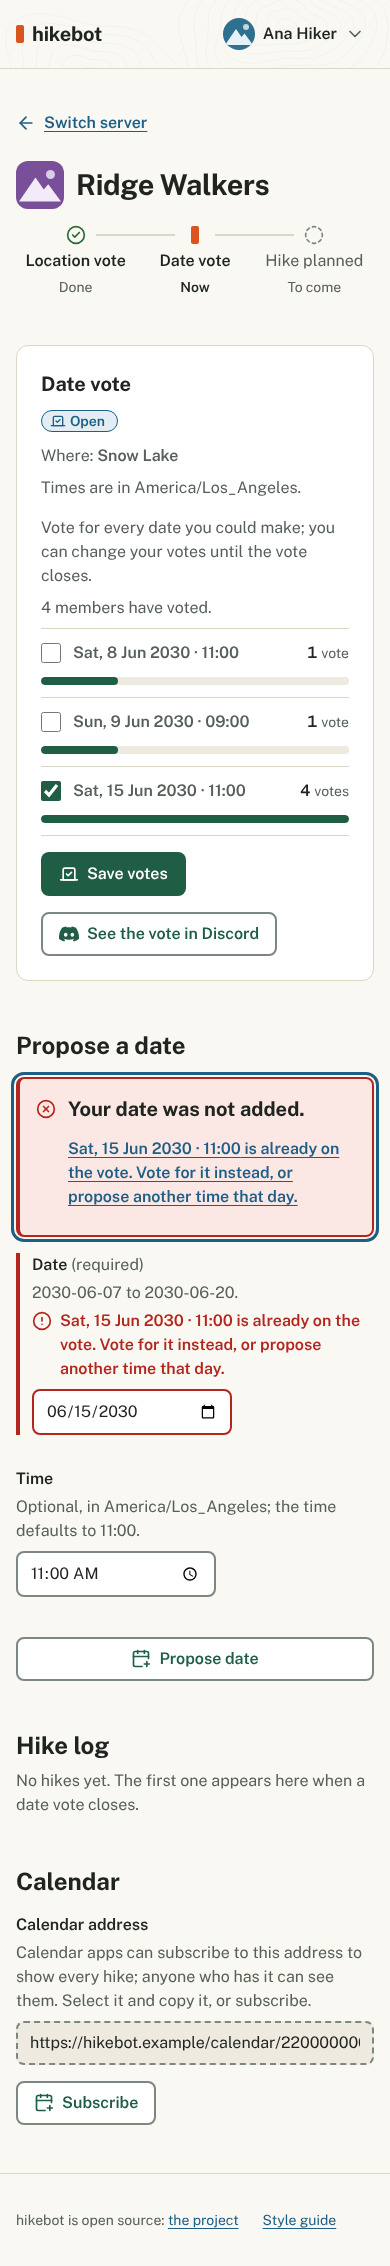 hikebot
Ana Hiker
Switch server
Ridge Walkers
Location vote
Date vote
Hike planned
Done
Now
To come
Date vote
Open
Where: Snow Lake
Times are in America/Los_Angeles.
Vote for every date you could make; you
can change your votes until the vote
closes.
4 members have voted.
Sat, 8 Jun 2030 · 11:00 1 vote
Sun, 9 Jun 2030 · 09:00 1 vote
Sat, 15 Jun 2030 · 11:00 4 votes
Save votes
See the vote in Discord
Propose a date
Your date was not added.
Sat, 15 Jun 2030 · 11:00 is already on
the vote. Vote for it instead, or
propose another time that day.
Date (required)
2030-06-07 to 2030-06-20.
Sat, 15 Jun 2030 · 11:00 is already on the
vote. Vote for it instead, or propose
another time that day.
06/15/2030
Time
Optional, in America/Los_Angeles; the time
defaults to 11:00.
11:00 AM
Propose date
Hike log
No hikes yet. The first one appears here when a
date vote closes.
Calendar
Calendar address
Calendar apps can subscribe to this address to
show every hike; anyone who has it can see
them. Select it and copy it, or subscribe.
https://hikebot.example/calendar/22000000
Subscribe
hikebot is open source: the project
Style guide